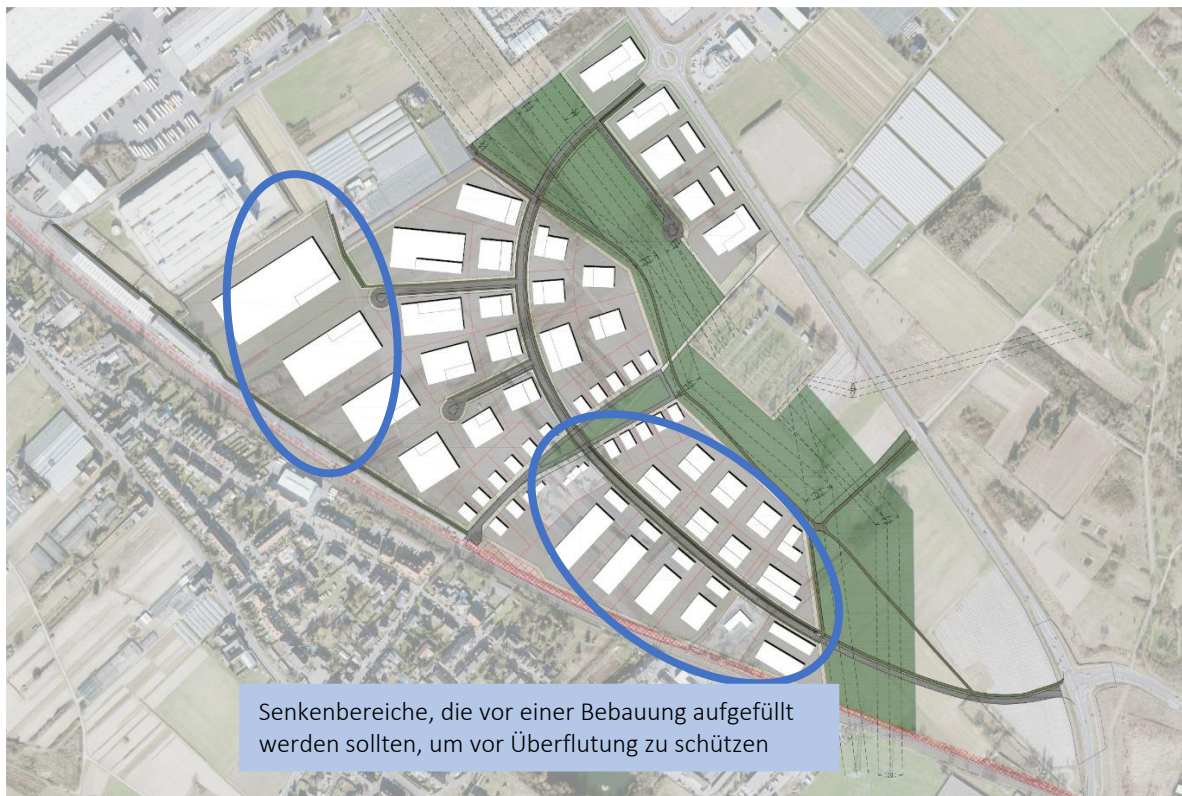 Senkenbereiche, die vor einer Bebauung aufgefüllt
werden sollten, um vor Überflutung zu schützen